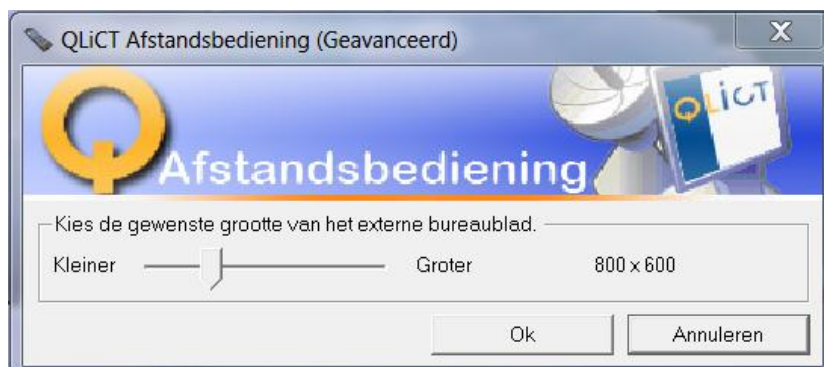 QLiCT Afstandsbediening (Geavanceerd)
QLiCT
Afstandsbediening
Kies de gewenste grootte van het externe bureaublad.
Kleiner Groter 800 x 600
Ok Annuleren